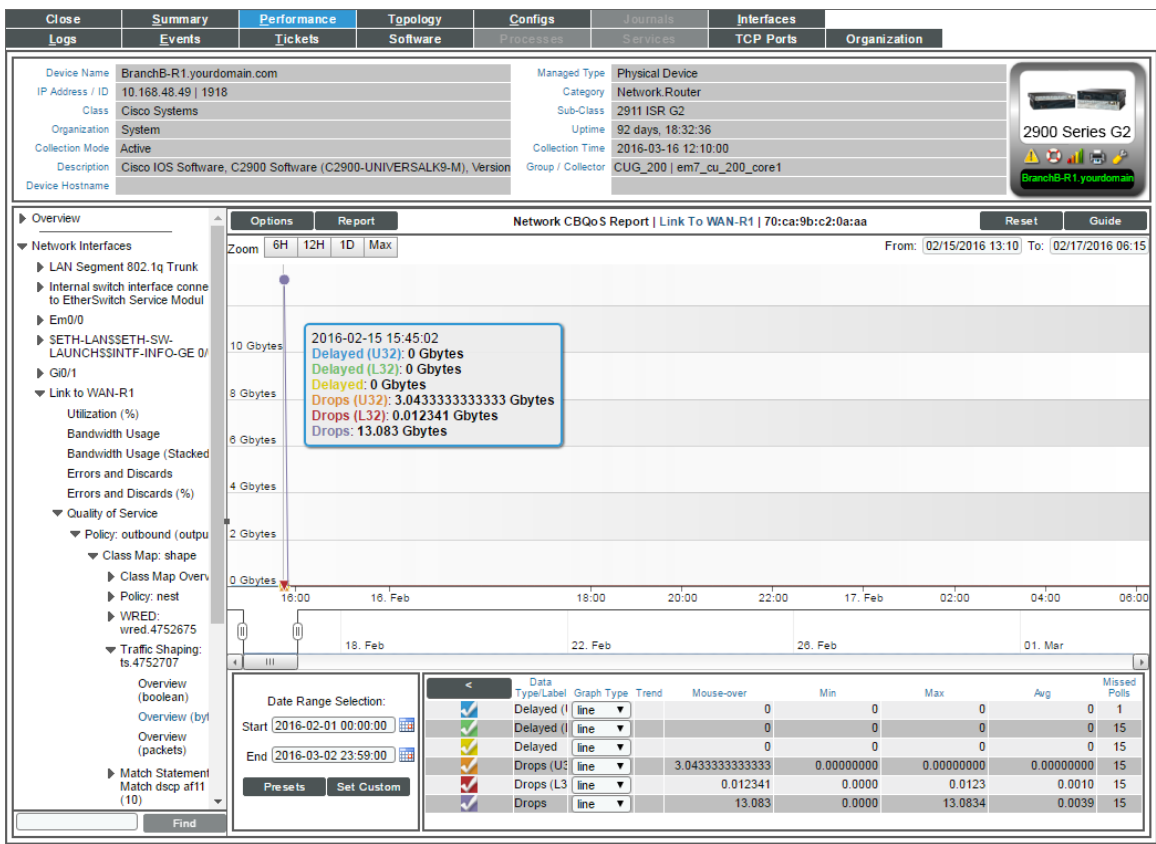 Close Summary Performance Topology Configs Journals Interfaces
Logs Events Tickets Software Processes Services TCP Ports Organization
Device Name BranchB-R1.yourdomain.com Managed Type Physical Device
IP Address / ID 10.168.48.49 | 1918 Category Network.Router
Class Cisco Systems Sub-Class 2911 ISR G2
Organization System Uptime 92 days, 18:32:36
Collection Mode Active Collection Time 2016-03-16 12:10:00
Description Cisco IOS Software, C2900 Software (C2900-UNIVERSALK9-M), Version Group / Collector CUG_200 | em7_cu_200_core1
Device Hostname
2900 Series G2
BranchB-R1.yourdomain
Overview
Network Interfaces
LAN Segment 802.1q Trunk
Internal switch interface conne
to EtherSwitch Service Modul
Em0/0
$ETH-LAN$$ETH-SW-
LAUNCH$$INTF-INFO-GE 0/
Gi0/1
Link to WAN-R1
Utilization (%)
Bandwidth Usage
Bandwidth Usage (Stacked
Errors and Discards
Errors and Discards (%)
Quality of Service
Policy: outbound (outpu
Class Map: shape
Class Map Overv
Policy: nest
WRED:
wred.4752675
Traffic Shaping:
ts.4752707
Overview
(boolean)
Overview (byt
Overview
(packets)
Match Statement
Match dscp af11
(10)
Find
Options Report Network CBQoS Report | Link To WAN-R1 | 70:ca:9b:c2:0a:aa Reset Guide
Zoom 6H 12H 1D Max From: 02/15/2016 13:10 To: 02/17/2016 06:15
10 Gbytes
8 Gbytes
6 Gbytes
4 Gbytes
2 Gbytes
0 Gbytes
2016-02-15 15:45:02
Delayed (U32): 0 Gbytes
Delayed (L32): 0 Gbytes
Delayed: 0 Gbytes
Drops (U32): 3.0433333333333 Gbytes
Drops (L32): 0.012341 Gbytes
Drops: 13.083 Gbytes
16:00 16. Feb 18:00 20:00 22:00 17. Feb 02:00 04:00 06:00
18. Feb 22. Feb 26. Feb 01. Mar
Date Range Selection:
Start 2016-02-01 00:00:00
End 2016-03-02 23:59:00
Presets Set Custom
< Data Type/Label Graph Type Trend Mouse-over Min Max Avg Missed Polls
Delayed (U line 0 0 0 0 1
Delayed (L line 0 0 0 0 15
Delayed line 0 0 0 0 15
Drops (U3 line 3.0433333333333 0.00000000 0.00000000 0.00000000 15
Drops (L3 line 0.012341 0.0000 0.0123 0.0010 15
Drops line 13.083 0.0000 13.0834 0.0039 15